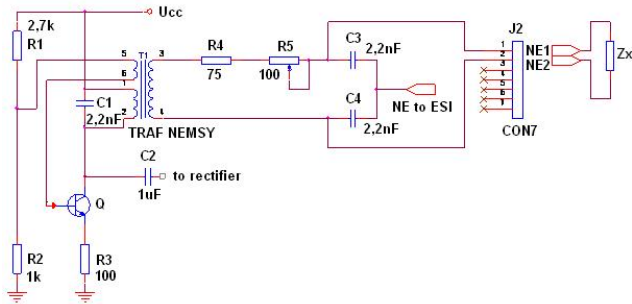 Ucc
J2
2,7k
R1
T1
R4
R5
C3
2,2nF
NE1
NE2
Zx
5
6
1
2
3
4
75
100
C1
2,2nF
TRAF NEMSY
C4
2,2nF
NE to ESI
1
2
3
4
5
6
7
CON7
C2
1uF
to rectifier
Q
R2
1k
R3
100